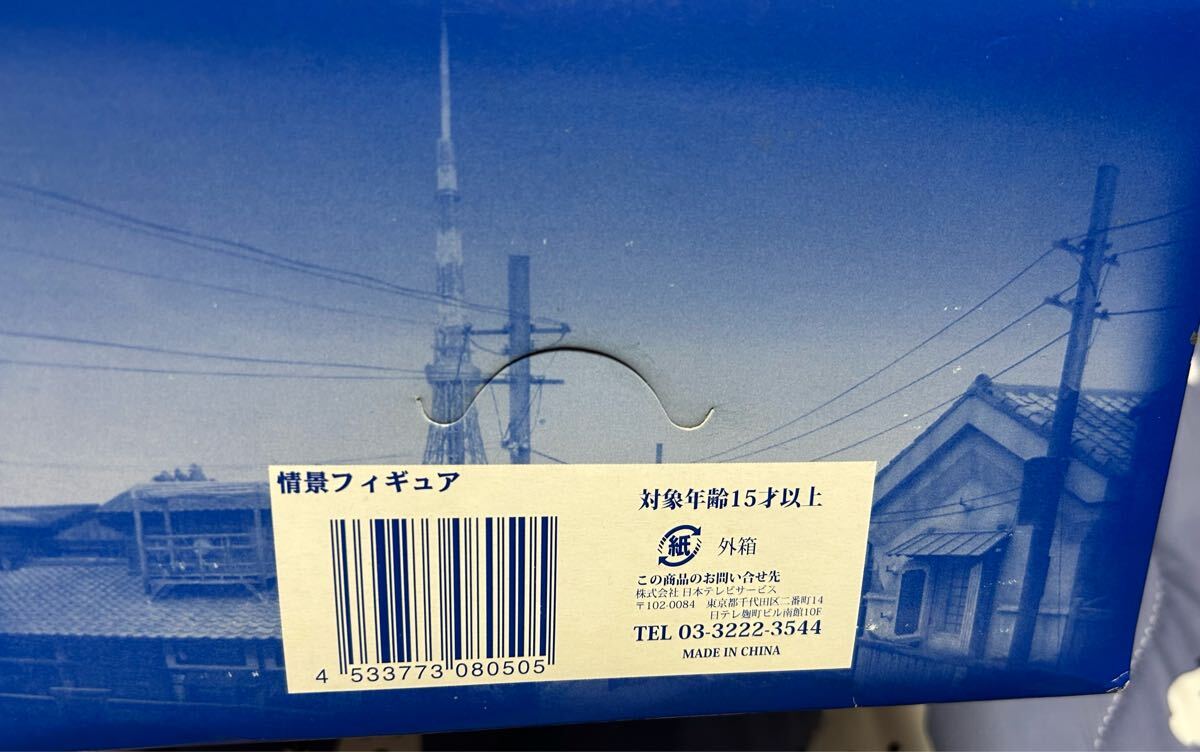 情景フィギュア
4 533773 080505
対象年齢15才以上
紙 外箱
この商品のお問い合せ先
株式会社 日本テレビサービス
〒102-0084 東京都千代田区二番町14
日テレ麹町ビル南館10F
TEL 03-3222-3544
MADE IN CHINA